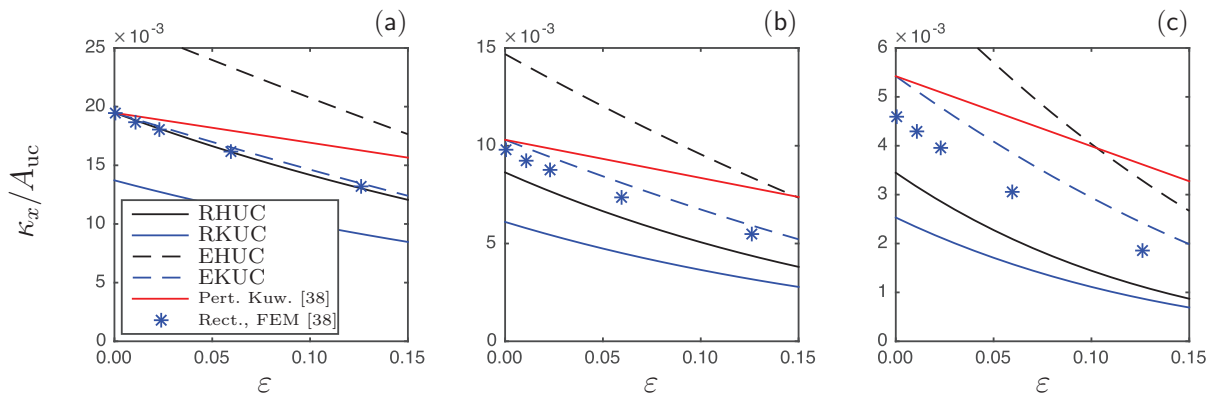 (a)
× 10⁻³
25
20
15
10
5
0
0.00 0.05 0.10 0.15
ε
κₓ/A_uc
RHUC
RKUC
EHUC
EKUC
Pert. Kuw. [38]
Rect., FEM [38]
(b)
× 10⁻³
15
10
5
0
0.00 0.05 0.10 0.15
ε
(c)
× 10⁻³
6
5
4
3
2
1
0
0.00 0.05 0.10 0.15
ε